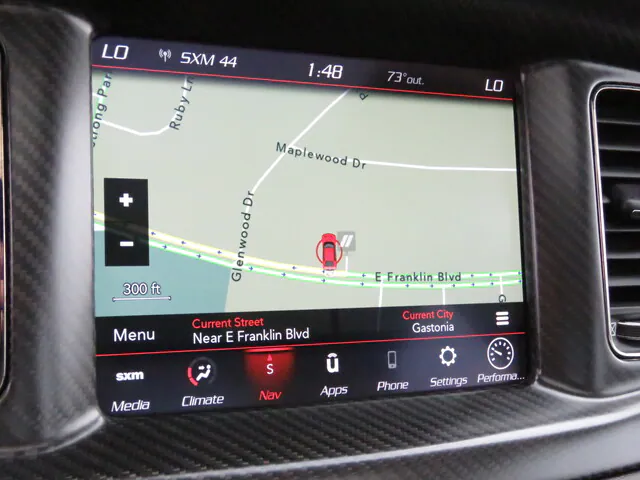 LO
SXM 44
1:48
73° out.
LO
Ruby Ln
Maplewood Dr
Glenwood Dr
+
-
300 ft
E Franklin Blvd
Menu
Current Street
Near E Franklin Blvd
Current City
Gastonia
sxm
S
ū
Media
Climate
Nav
Apps
Phone
Settings
Performa...